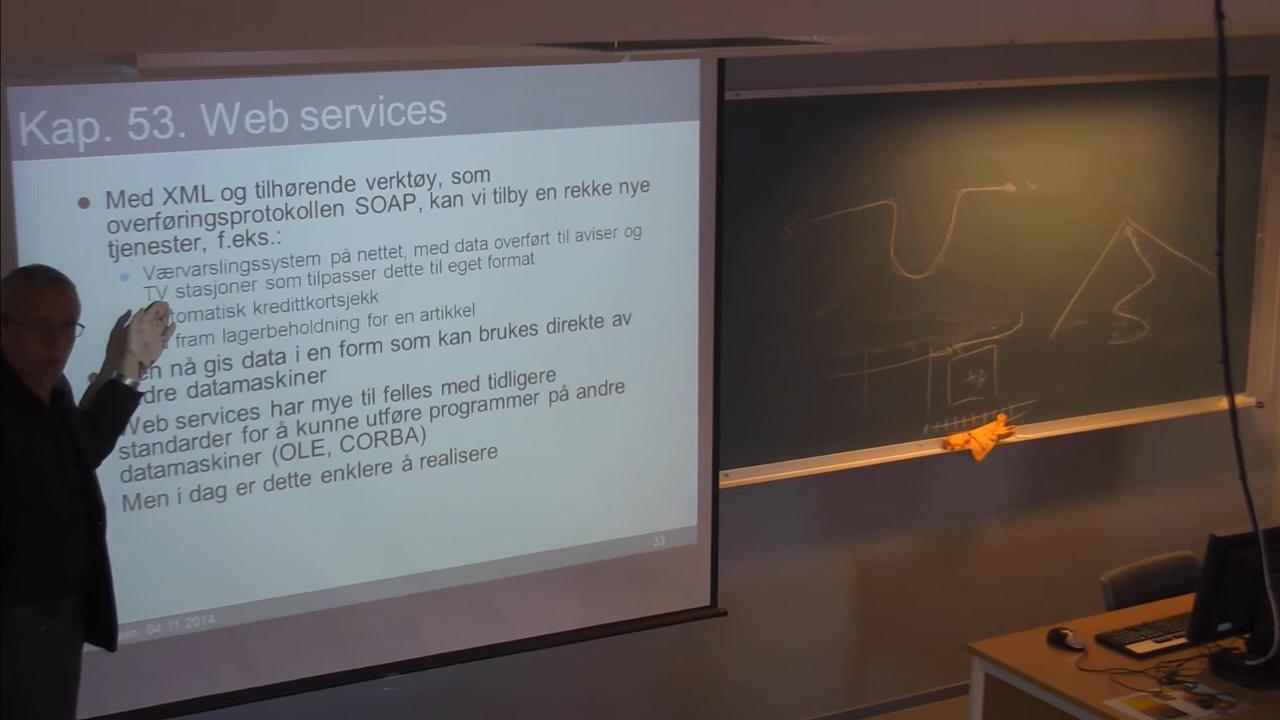 Kap. 53. Web services
Med XML og tilhørende verktøy, som
overføringsprotokollen SOAP, kan vi tilby en rekke nye
tjenester, f.eks.:
Værvarslingssystem på nettet, med data overført til aviser og
TV stasjoner som tilpasser dette til eget format
tomatisk kredittkortsjekk
fram lagerbeholdning for en artikkel
nå gis data i en form som kan brukes direkte av
dre datamaskiner
Web services har mye til felles med tidligere
standarder for å kunne utføre programmer på andre
datamaskiner (OLE, CORBA)
Men i dag er dette enklere å realisere
33
sen, 04.11.2014